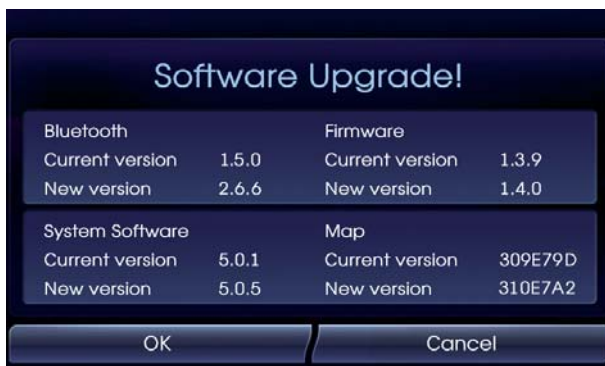 Software Upgrade!
Bluetooth
Current version 1.5.0
New version 2.6.6
Firmware
Current version 1.3.9
New version 1.4.0
System Software
Current version 5.0.1
New version 5.0.5
Map
Current version 309E79D
New version 310E7A2
OK
Cancel